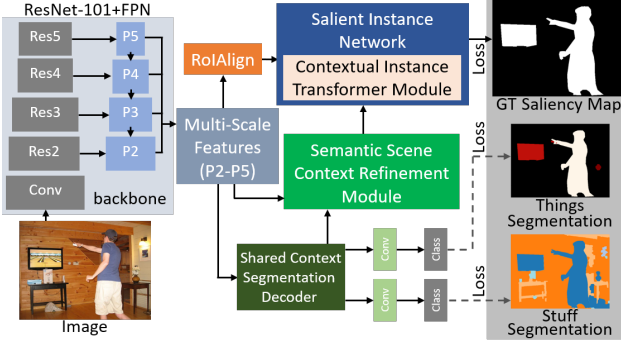 ResNet-101+FPN
Res5
P5
Res4
P4
Res3
P3
Res2
P2
Conv
backbone
Image
RoIAlign
Multi-Scale
Features
(P2-P5)
Salient Instance
Network
Contextual Instance
Transformer Module
Semantic Scene
Context Refinement
Module
Shared Context
Segmentation
Decoder
Conv
Class
Conv
Class
Loss
GT Saliency Map
Loss
Things
Segmentation
Loss
Stuff
Segmentation